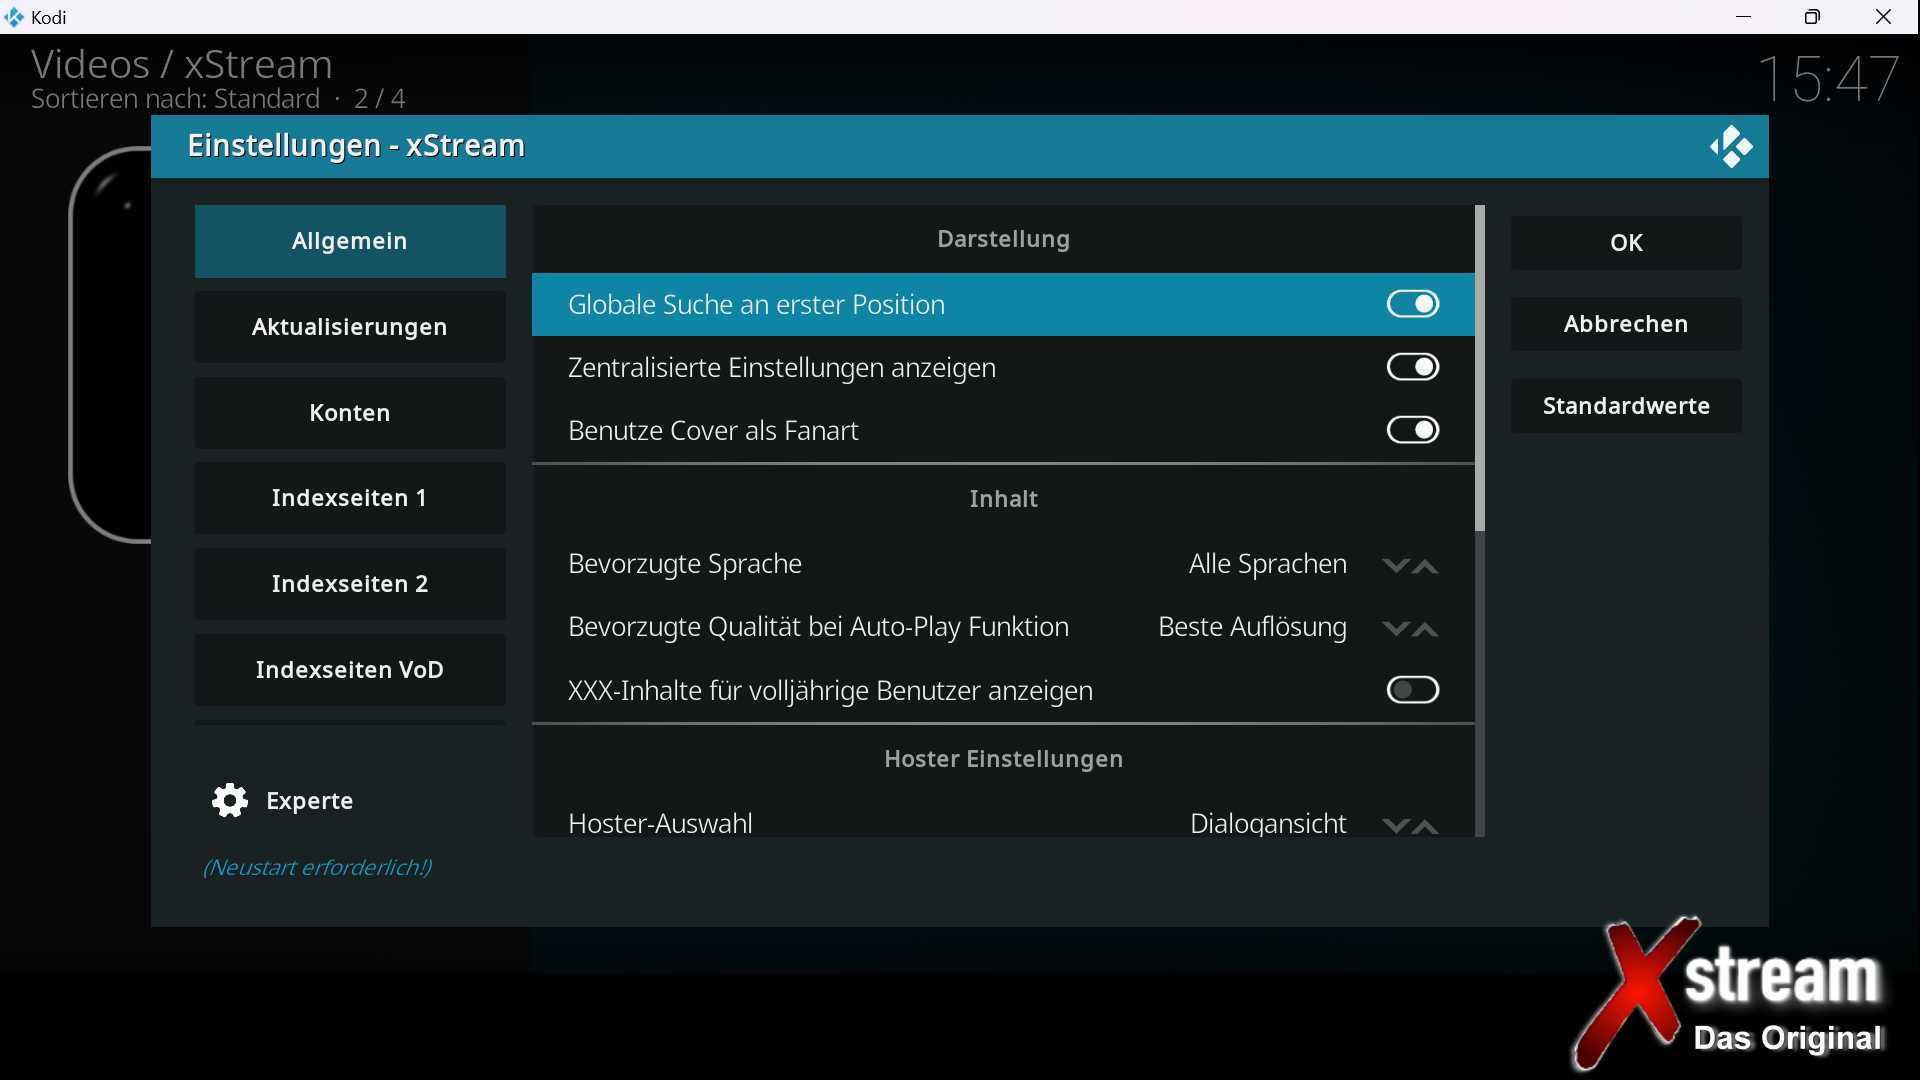 Kodi
Videos / xStream
Sortieren nach: Standard · 2 / 4
15:47
Einstellungen - xStream
Allgemein
Aktualisierungen
Konten
Indexseiten 1
Indexseiten 2
Indexseiten VoD
Experte
(Neustart erforderlich!)
Darstellung
Globale Suche an erster Position
Zentralisierte Einstellungen anzeigen
Benutze Cover als Fanart
Inhalt
Bevorzugte Sprache Alle Sprachen
Bevorzugte Qualität bei Auto-Play Funktion Beste Auflösung
XXX-Inhalte für volljährige Benutzer anzeigen
Hoster Einstellungen
Hoster-Auswahl Dialogansicht
OK
Abbrechen
Standardwerte
Xstream
Das Original